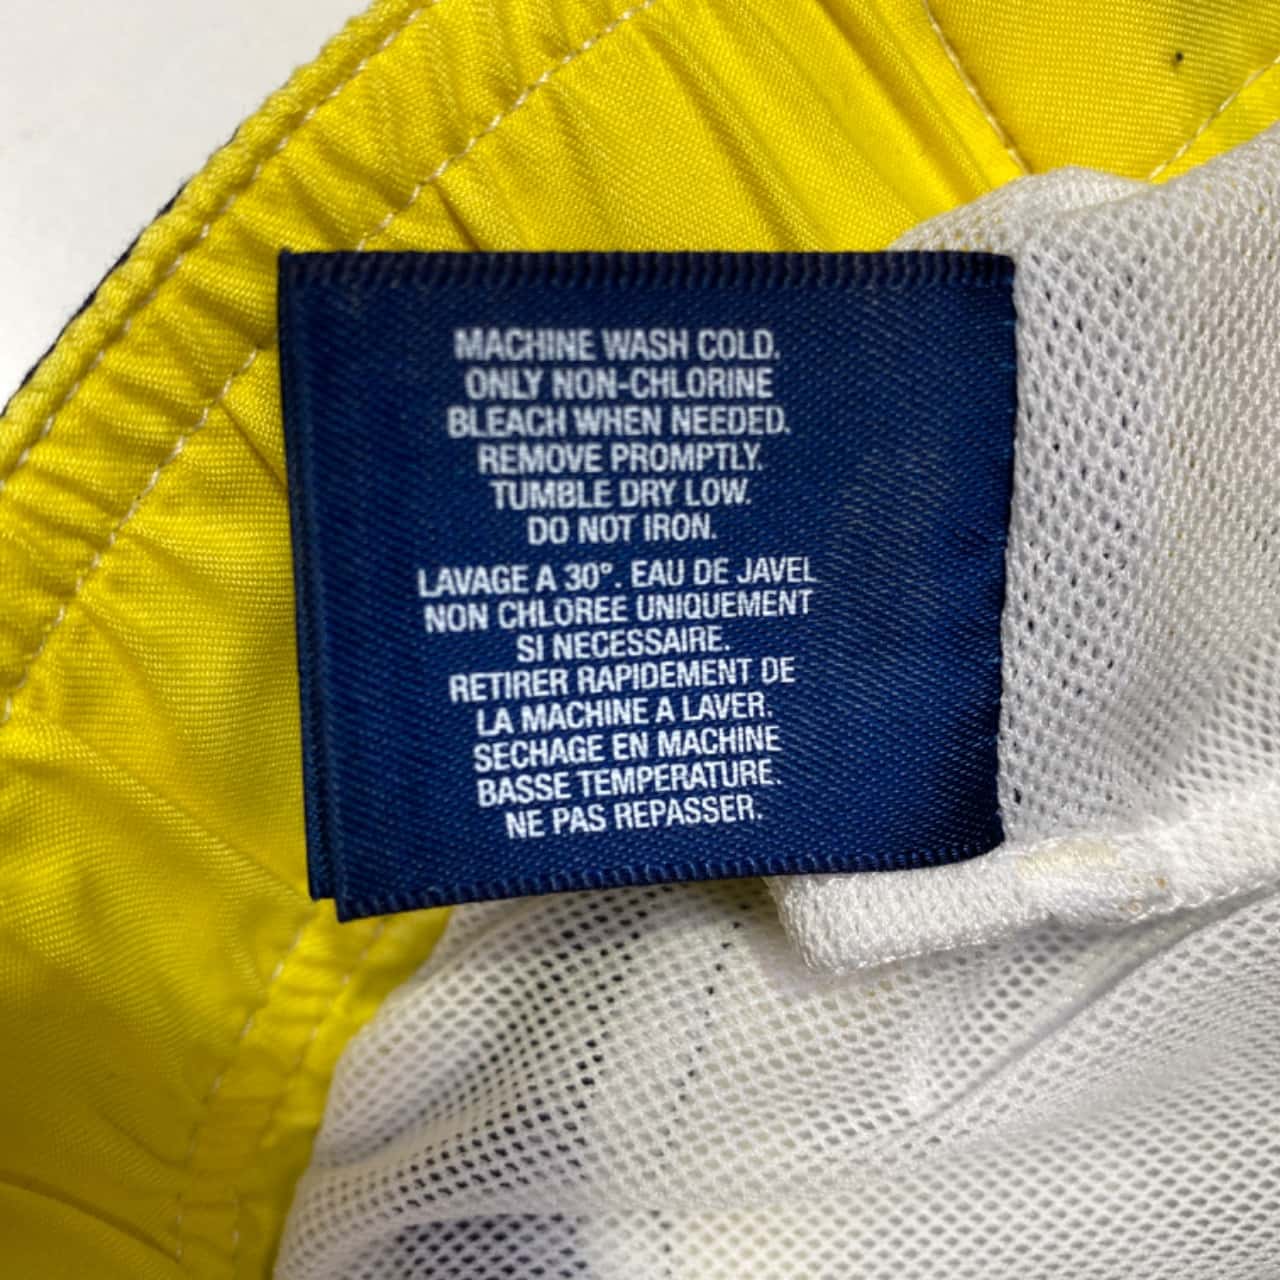 MACHINE WASH COLD.
ONLY NON-CHLORINE
BLEACH WHEN NEEDED.
REMOVE PROMPTLY.
TUMBLE DRY LOW.
DO NOT IRON.
LAVAGE A 30°. EAU DE JAVEL
NON CHLOREE UNIQUEMENT
SI NECESSAIRE.
RETIRER RAPIDEMENT DE
LA MACHINE A LAVER.
SECHAGE EN MACHINE
BASSE TEMPERATURE.
NE PAS REPASSER.